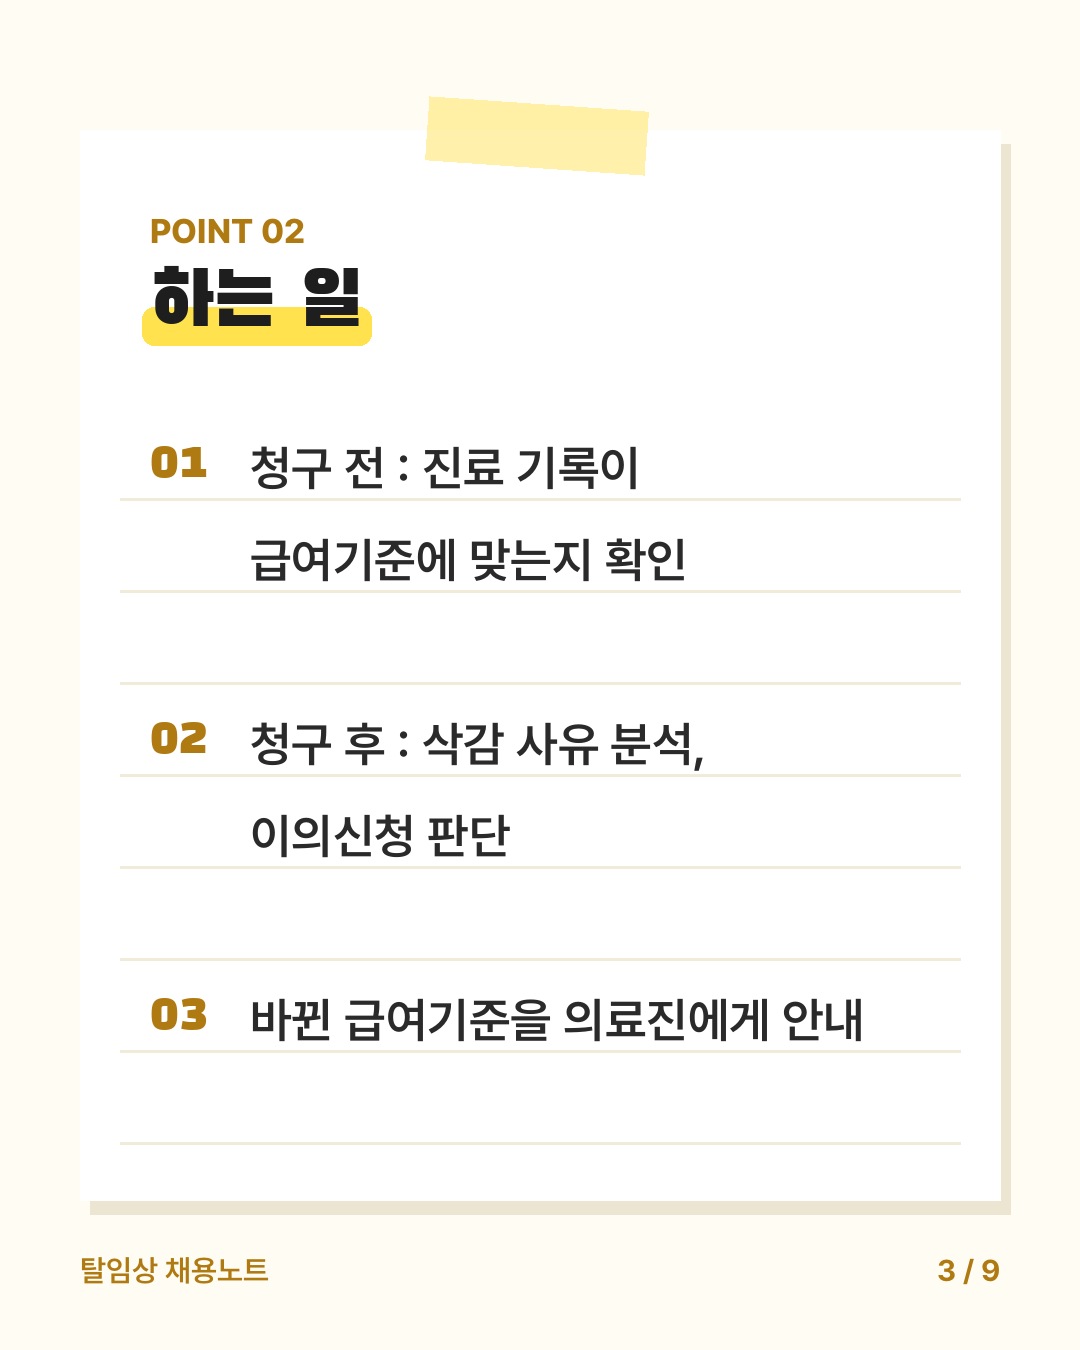 POINT 02
하는 일
01 청구 전 : 진료 기록이
급여기준에 맞는지 확인
02 청구 후 : 삭감 사유 분석,
이의신청 판단
03 바뀐 급여기준을 의료진에게 안내
탈임상 채용노트
3 / 9